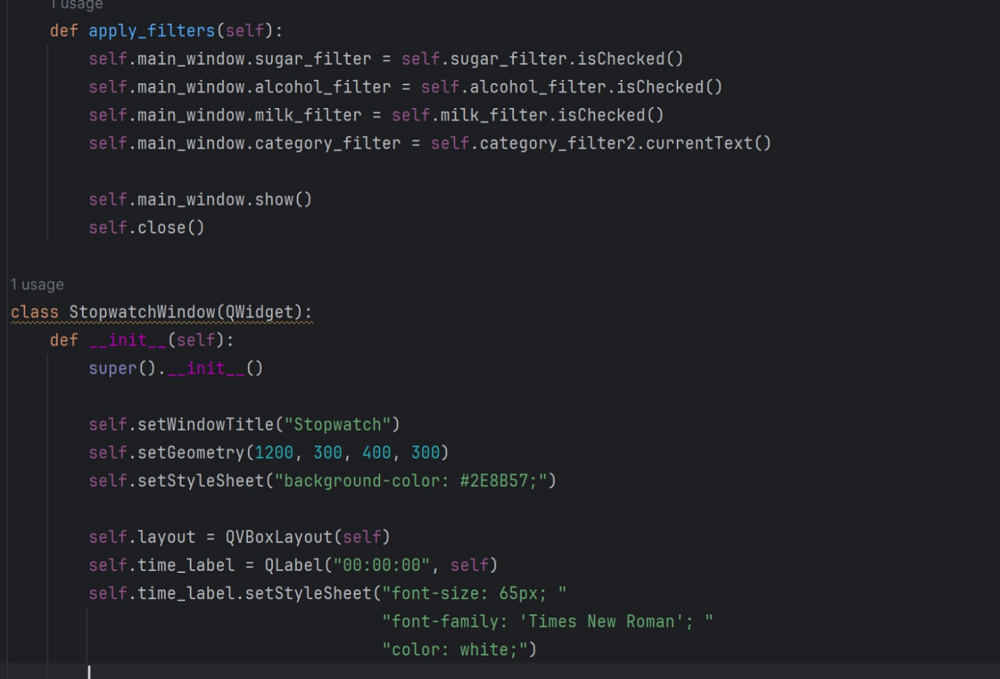 1 usage
def apply_filters(self):
self.main_window.sugar_filter = self.sugar_filter.isChecked()
self.main_window.alcohol_filter = self.alcohol_filter.isChecked()
self.main_window.milk_filter = self.milk_filter.isChecked()
self.main_window.category_filter = self.category_filter2.currentText()
self.main_window.show()
self.close()
1 usage
class StopwatchWindow(QWidget):
def __init__(self):
super().__init__()
self.setWindowTitle("Stopwatch")
self.setGeometry(1200, 300, 400, 300)
self.setStyleSheet("background-color: #2E8B57;")
self.layout = QVBoxLayout(self)
self.time_label = QLabel("00:00:00", self)
self.time_label.setStyleSheet("font-size: 65px; "
"font-family: 'Times New Roman'; "
"color: white;")